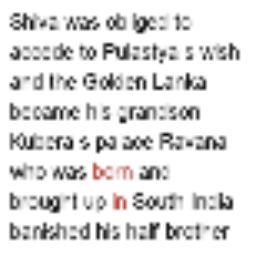 Shiva was obliged to
accede to Pulastya s wish
and the Golden Lanka
became his grandson
Kubera s palace Ravana
who was born and
brought up in South India
banished his half brother